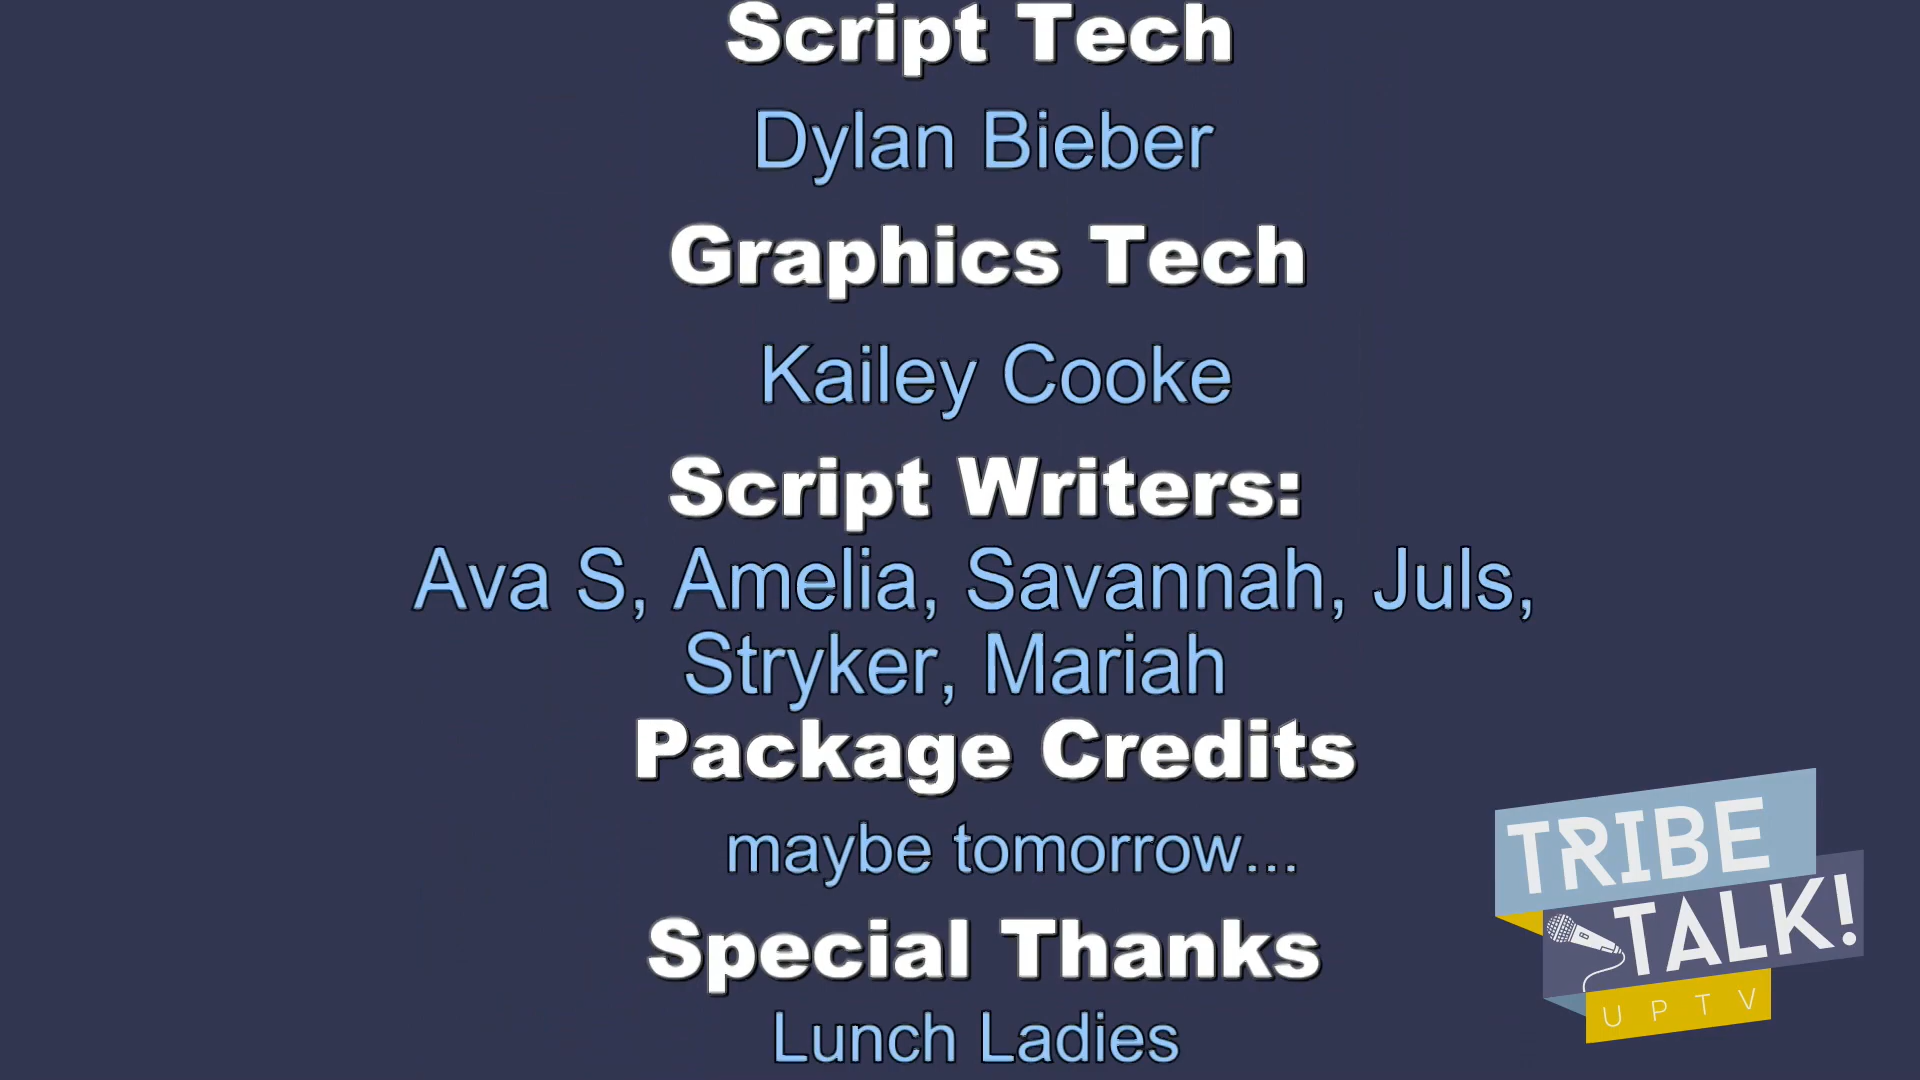 Script Tech
Dylan Bieber
Graphics Tech
Kailey Cooke
Script Writers:
Ava S, Amelia, Savannah, Juls,
Stryker, Mariah
Package Credits
maybe tomorrow...
Special Thanks
Lunch Ladies
TRIBE
TALK!
UPTV